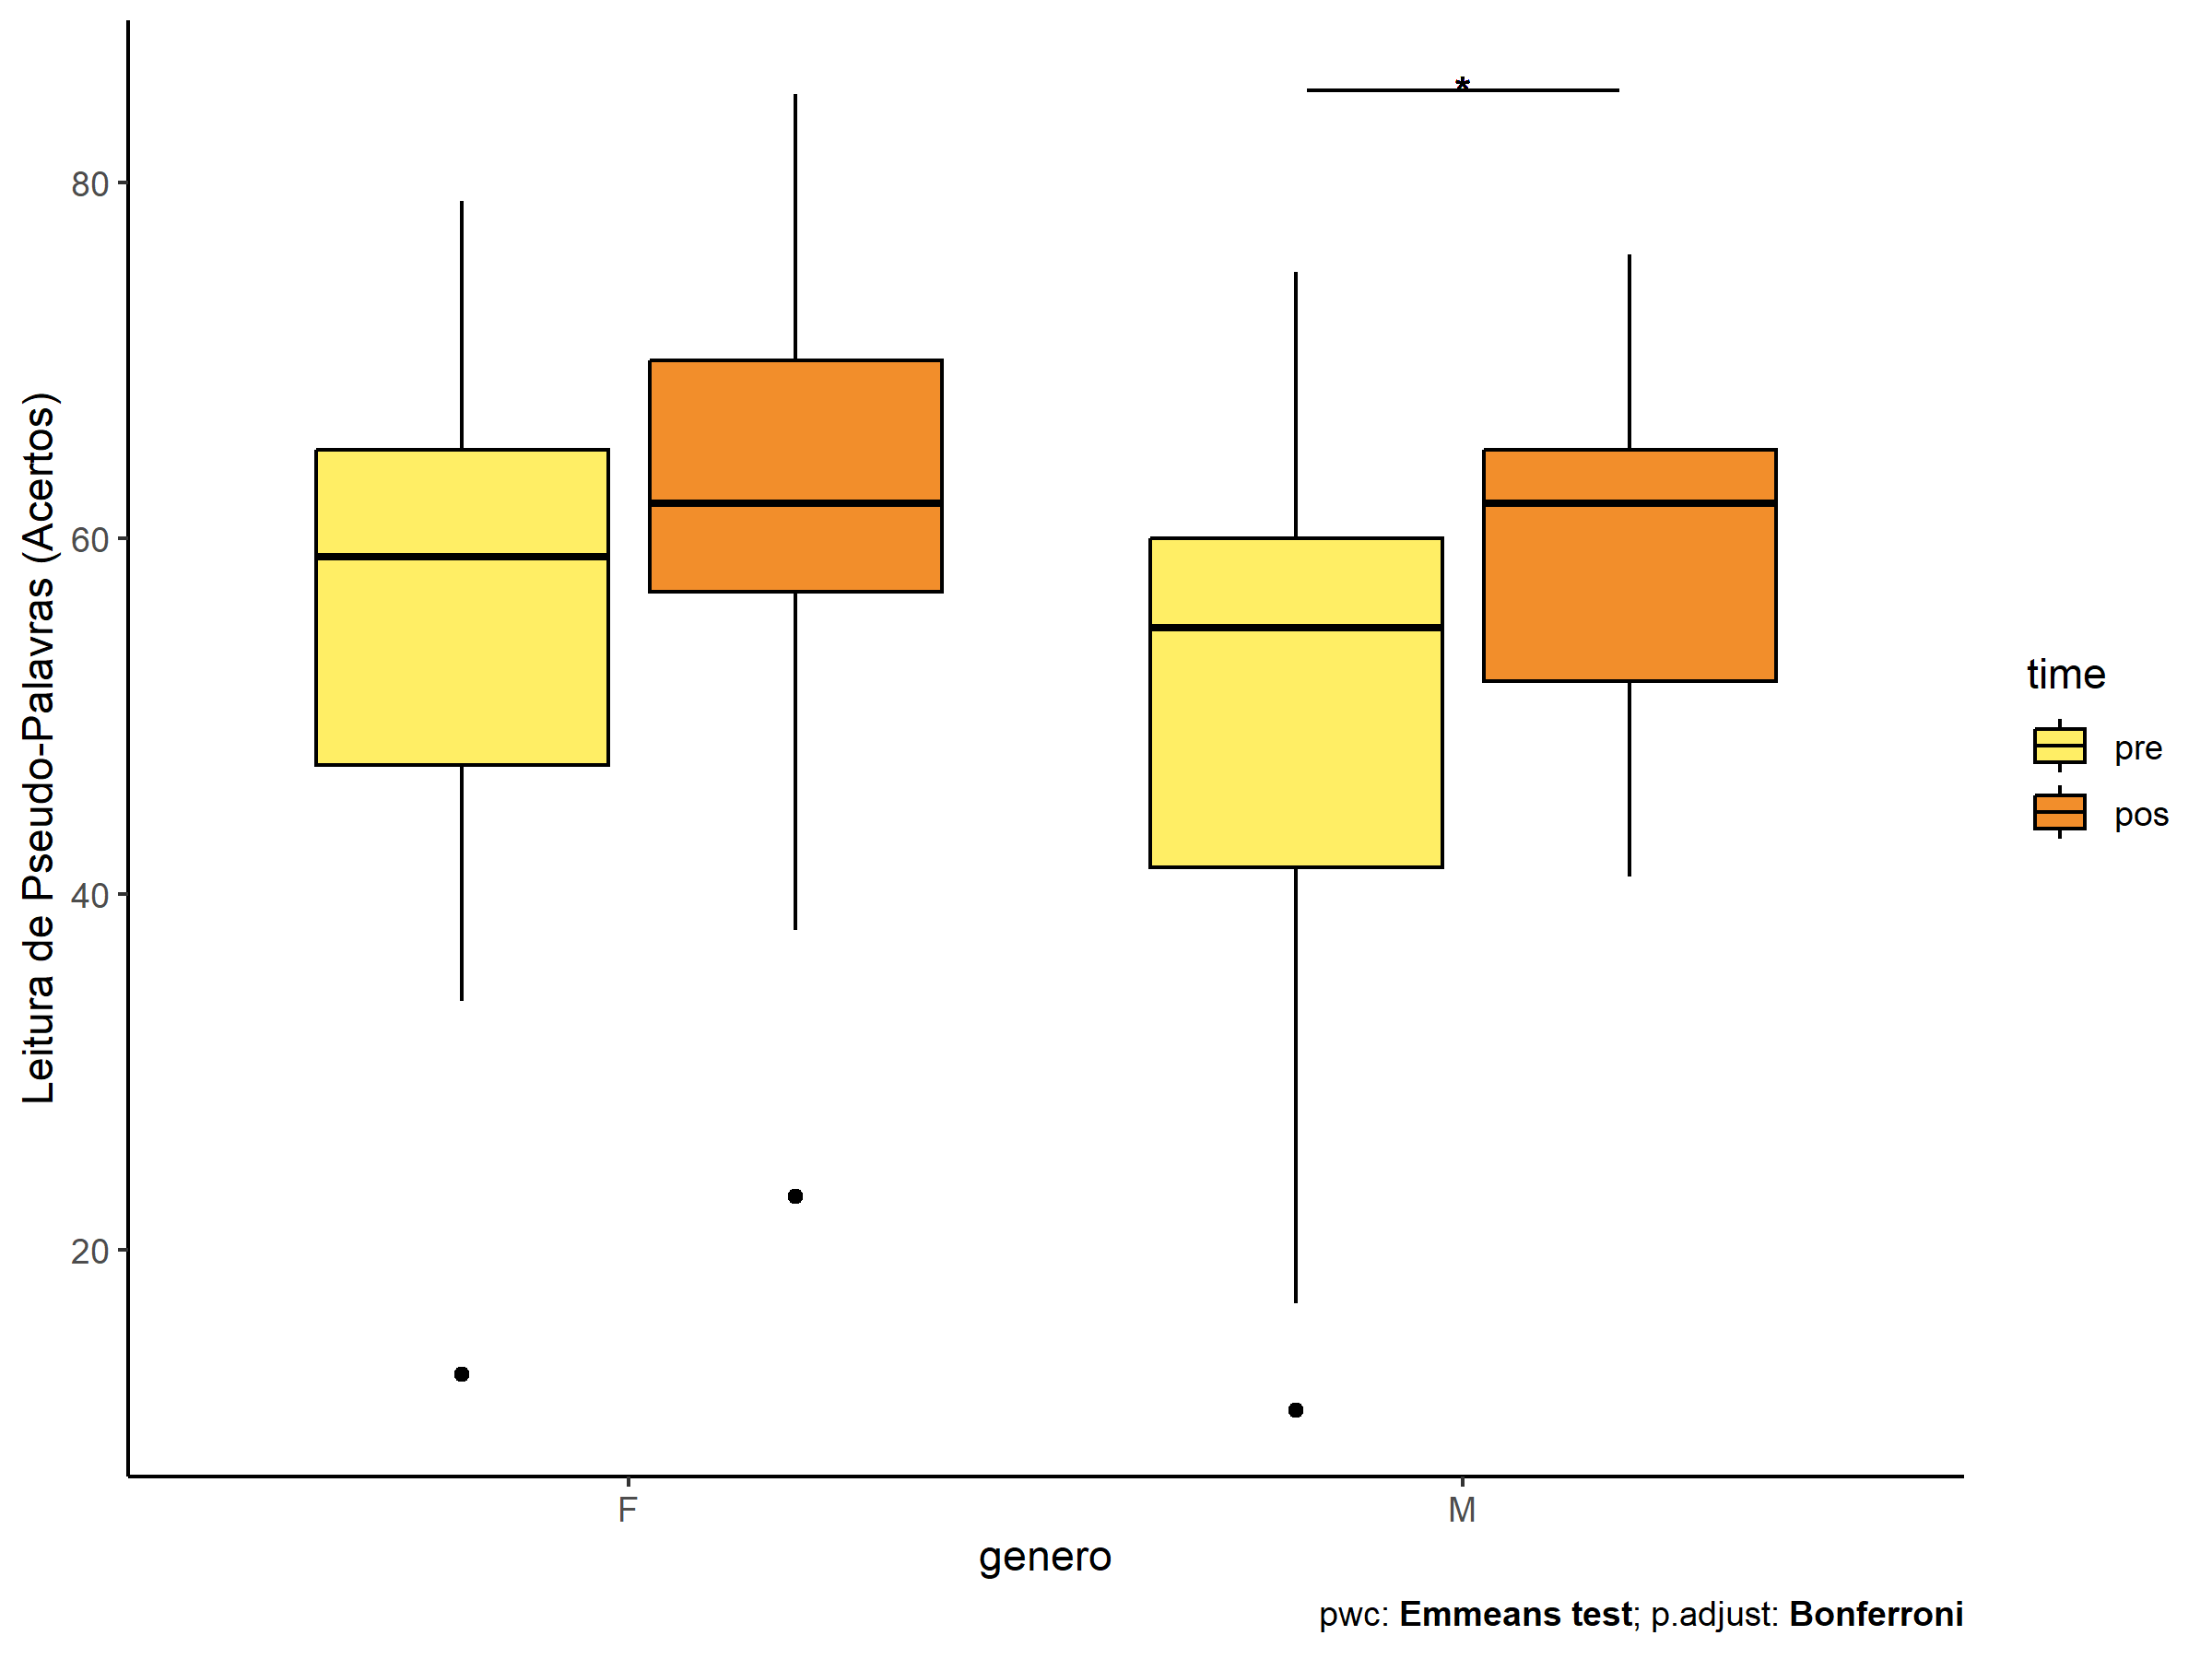 *
80
60
40
20
Leitura de Pseudo-Palavras (Acertos)
F
M
genero
time
pre
pos
pwc: Emmeans test; p.adjust: Bonferroni